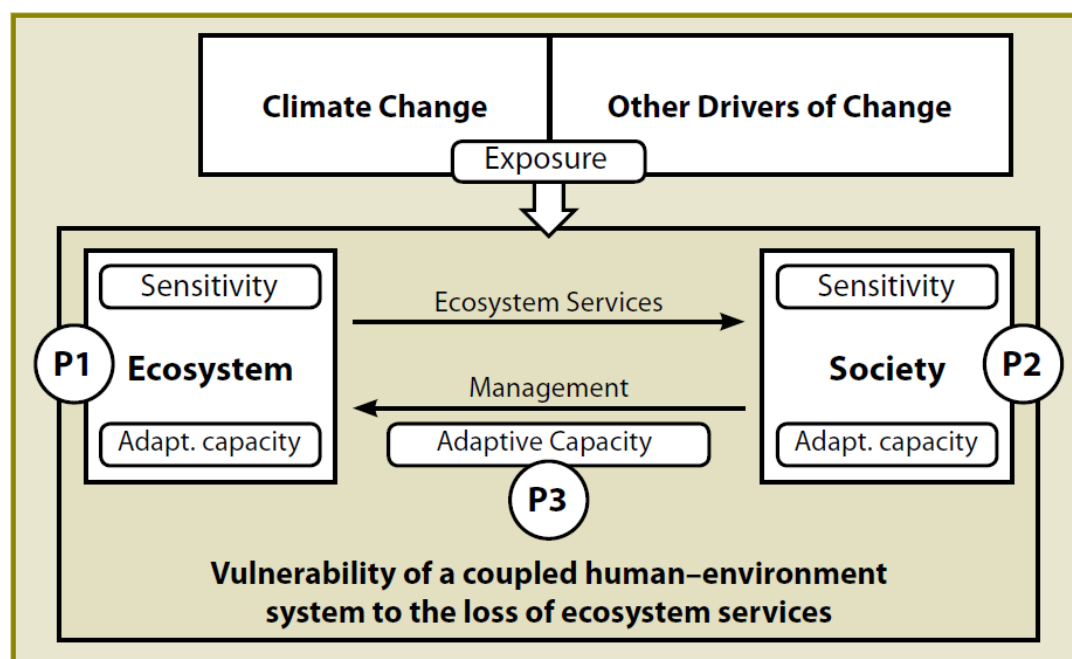 Climate Change
Other Drivers of Change
Exposure
Sensitivity
Ecosystem Services
Sensitivity
P1
Ecosystem
Society
P2
Management
Adapt. capacity
Adaptive Capacity
Adapt. capacity
P3
Vulnerability of a coupled human–environment
system to the loss of ecosystem services